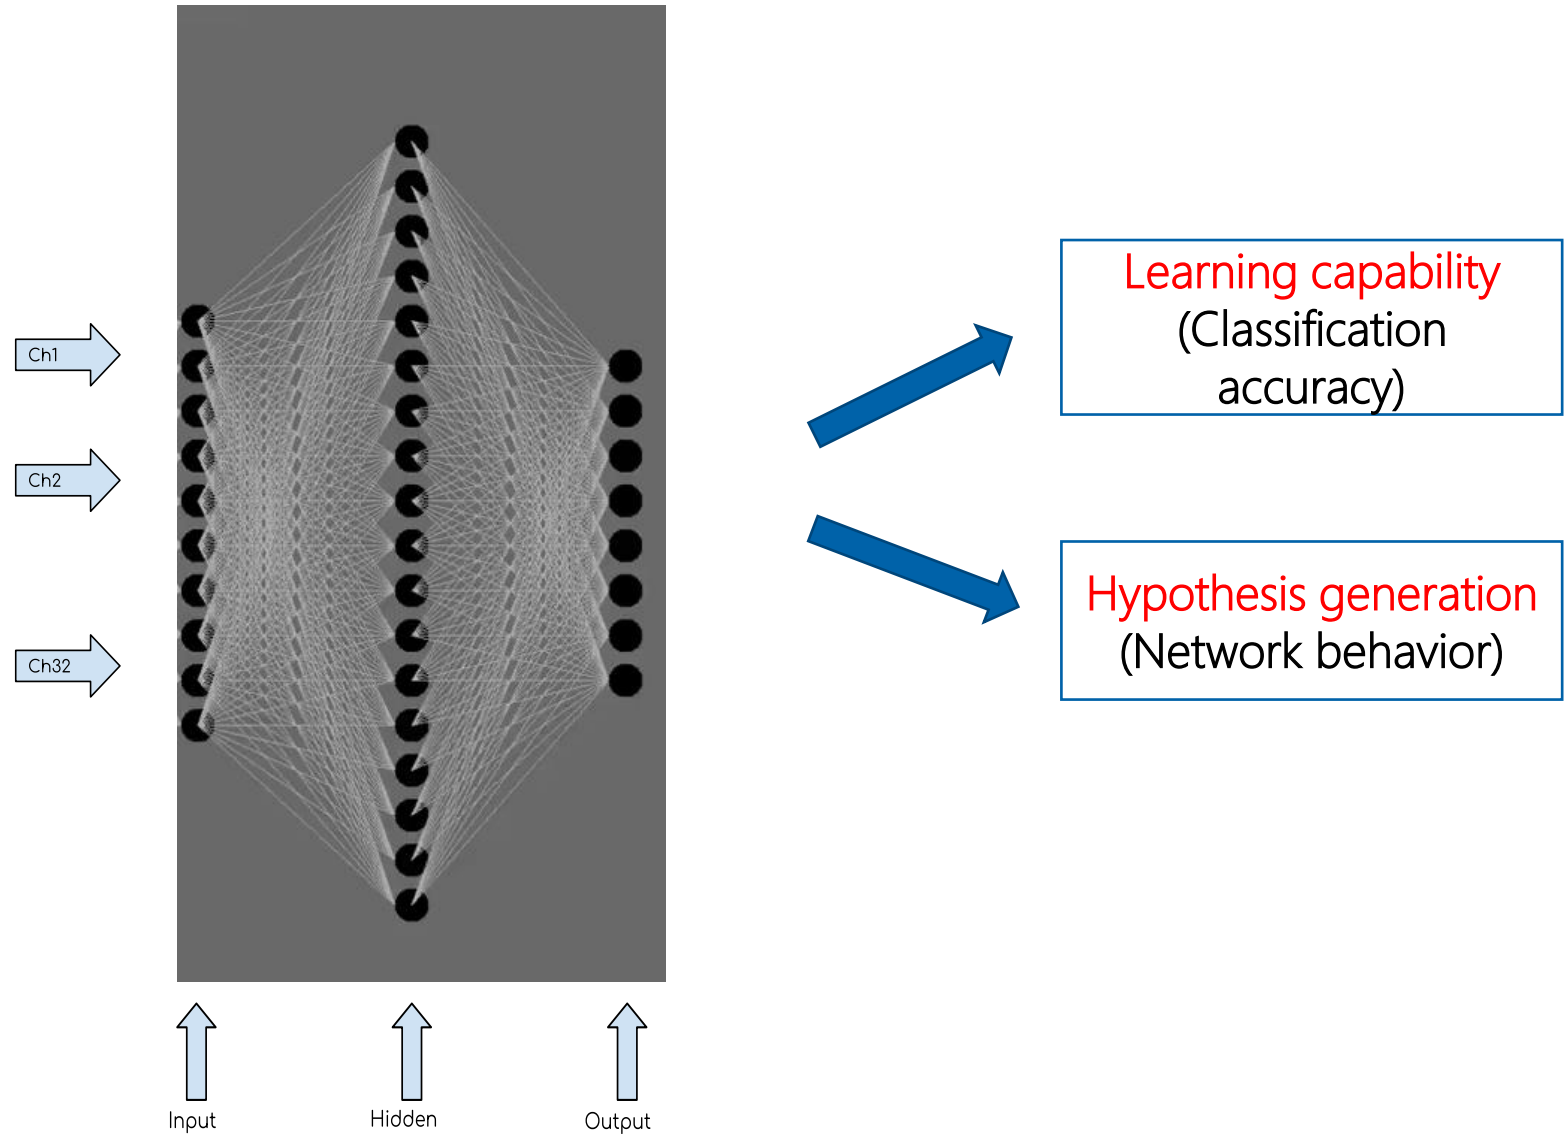 Ch1
Ch2
Ch32
Input
Hidden
Output
Learning capability
(Classification
accuracy)
Hypothesis generation
(Network behavior)